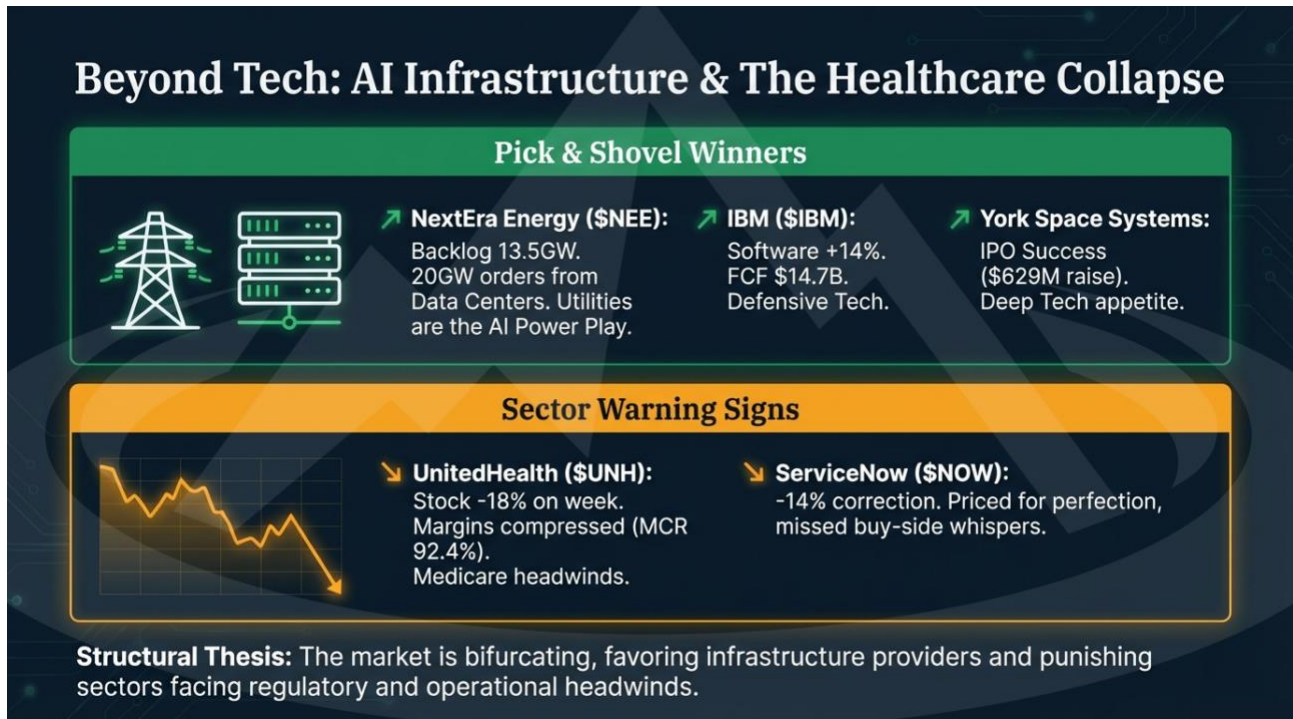 Beyond Tech: AI Infrastructure & The Healthcare Collapse
Pick & Shovel Winners
NextEra Energy ($NEE):
Backlog 13.5GW.
20GW orders from
Data Centers. Utilities
are the AI Power Play.
IBM ($IBM):
Software +14%.
FCF $14.7B.
Defensive Tech.
York Space Systems:
IPO Success
($629M raise).
Deep Tech appetite.
Sector Warning Signs
UnitedHealth ($UNH):
Stock -18% on week.
Margins compressed (MCR
92.4%).
Medicare headwinds.
ServiceNow ($NOW):
-14% correction. Priced for perfection,
missed buy-side whispers.
Structural Thesis: The market is bifurcating, favoring infrastructure providers and punishing
sectors facing regulatory and operational headwinds.